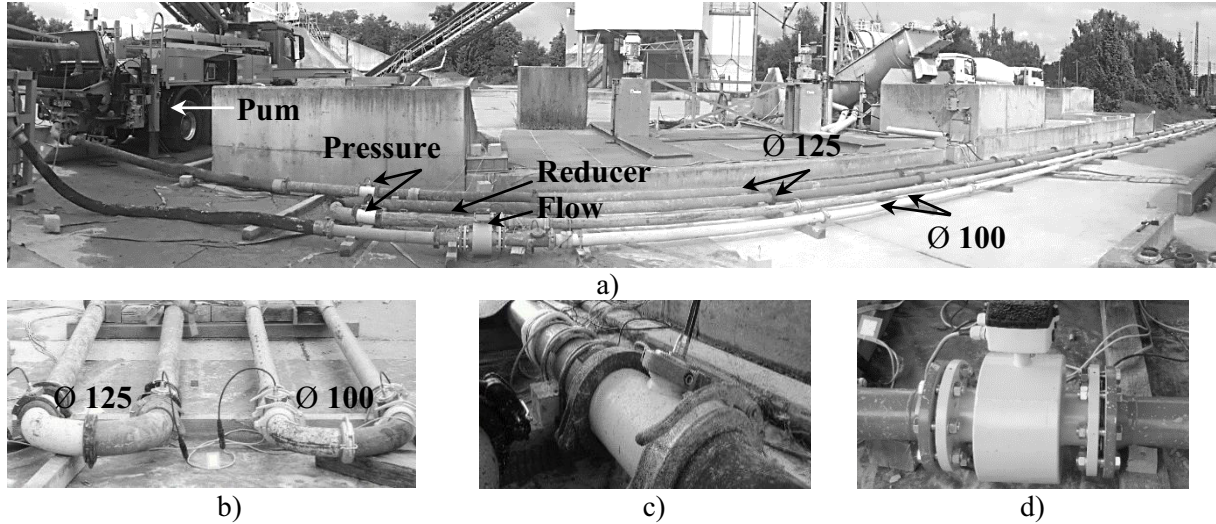 Pum
Pressure
Ø 125
Reducer
Flow
Ø 100
a)
Ø 125
Ø 100
b)
c)
d)